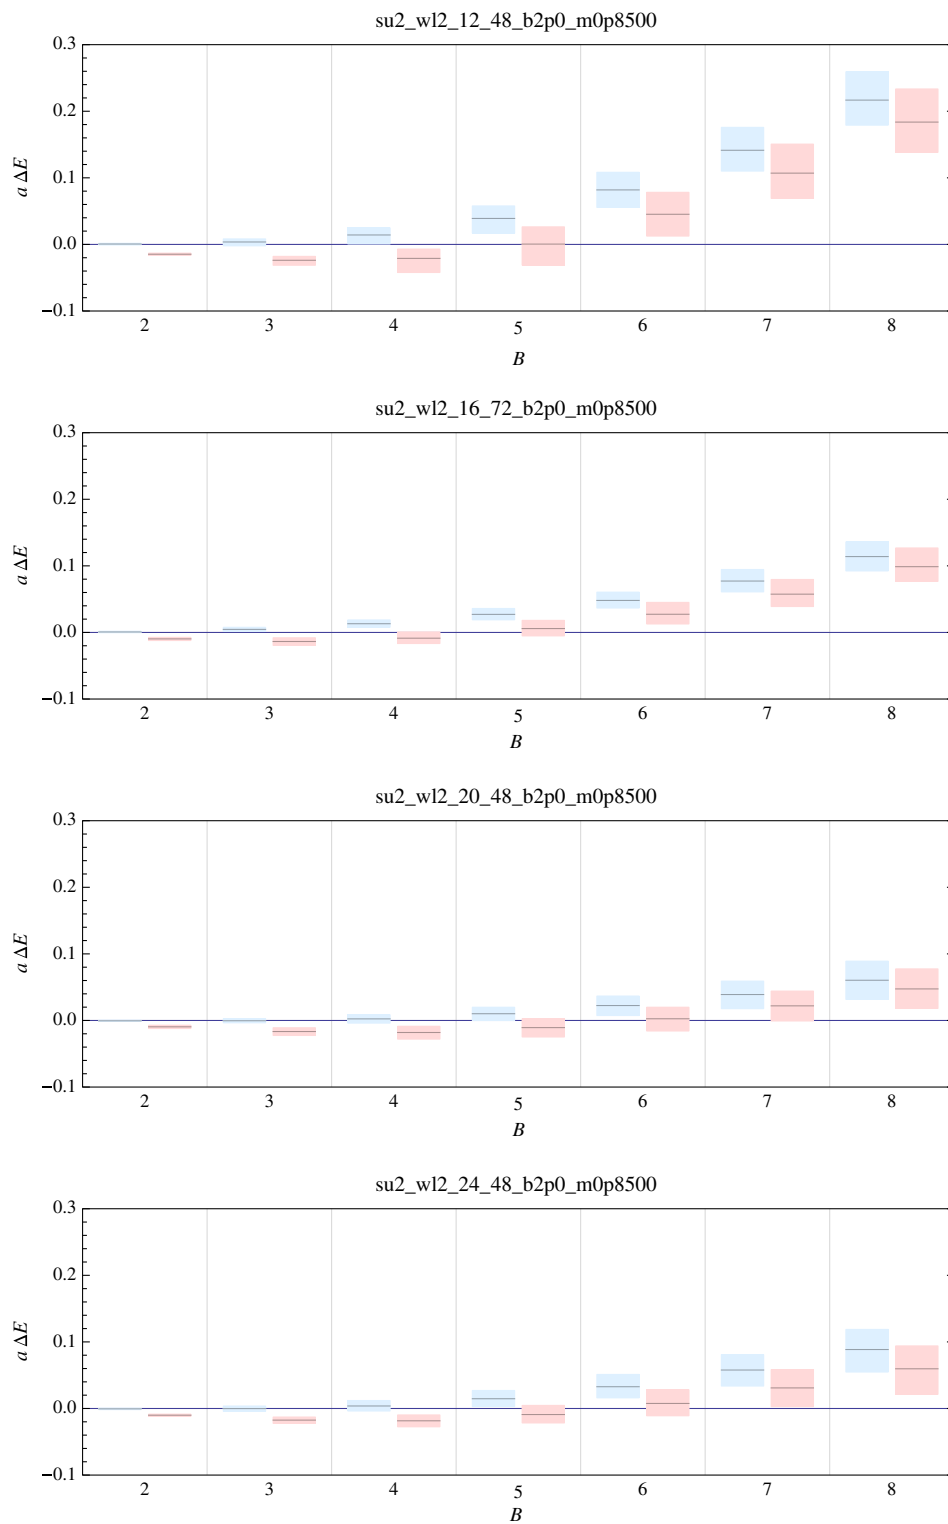 su2_wl2_12_48_b2p0_m0p8500
0.3
0.2
0.1
0.0
−0.1
a ΔE
2 3 4 5 6 7 8
B
su2_wl2_16_72_b2p0_m0p8500
0.3
0.2
0.1
0.0
−0.1
a ΔE
2 3 4 5 6 7 8
B
su2_wl2_20_48_b2p0_m0p8500
0.3
0.2
0.1
0.0
−0.1
a ΔE
2 3 4 5 6 7 8
B
su2_wl2_24_48_b2p0_m0p8500
0.3
0.2
0.1
0.0
−0.1
a ΔE
2 3 4 5 6 7 8
B